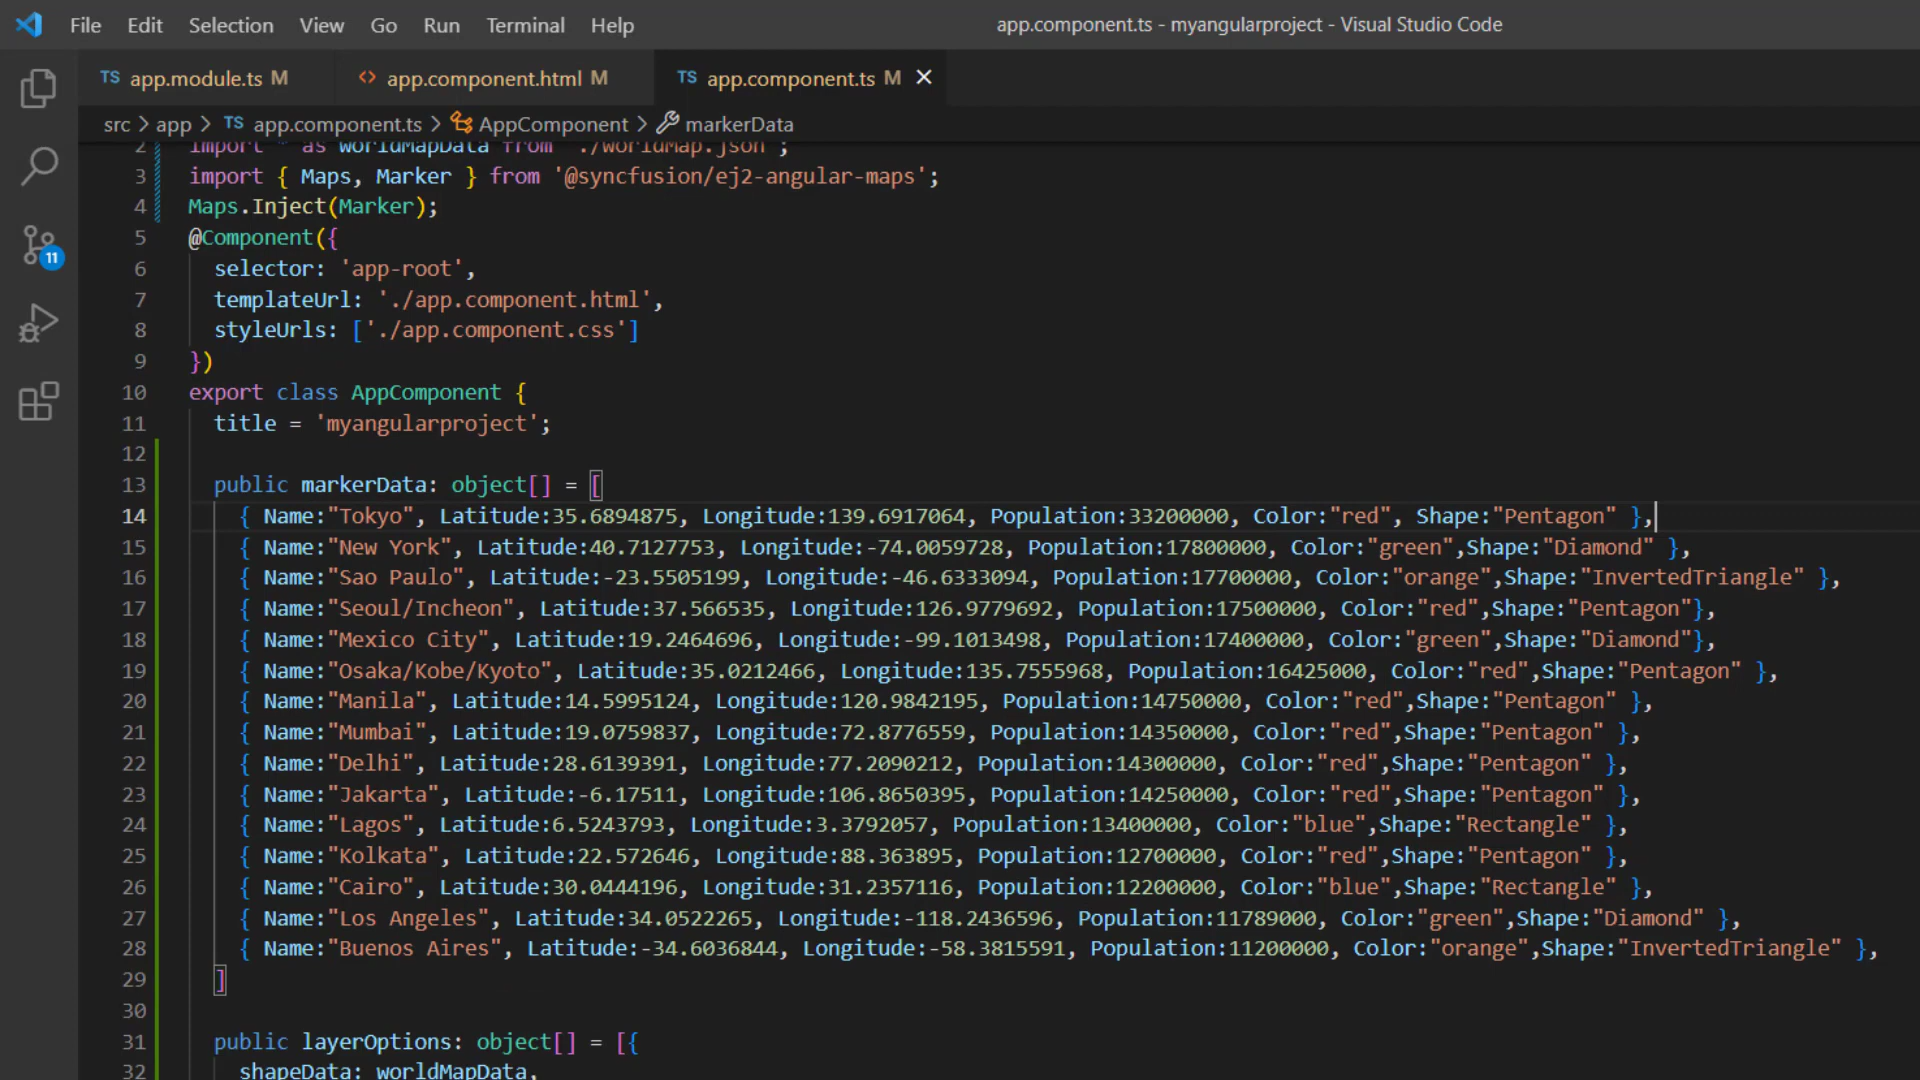 File Edit Selection View Go Run Terminal Help
app.component.ts - myangularproject - Visual Studio Code
TS app.module.ts M
<> app.component.html M
TS app.component.ts M
src > app > TS app.component.ts > AppComponent > markerData
11
2 import * as worldMapData from './worldMap.json';
3 import { Maps, Marker } from '@syncfusion/ej2-angular-maps';
4 Maps.Inject(Marker);
5 @Component({
6 selector: 'app-root',
7 templateUrl: './app.component.html',
8 styleUrls: ['./app.component.css']
9 })
10 export class AppComponent {
11 title = 'myangularproject';
12
13 public markerData: object[] = [
14 { Name:"Tokyo", Latitude:35.6894875, Longitude:139.6917064, Population:33200000, Color:"red", Shape:"Pentagon" },
15 { Name:"New York", Latitude:40.7127753, Longitude:-74.0059728, Population:17800000, Color:"green",Shape:"Diamond" },
16 { Name:"Sao Paulo", Latitude:-23.5505199, Longitude:-46.6333094, Population:17700000, Color:"orange",Shape:"InvertedTriangle" },
17 { Name:"Seoul/Incheon", Latitude:37.566535, Longitude:126.9779692, Population:17500000, Color:"red",Shape:"Pentagon"},
18 { Name:"Mexico City", Latitude:19.2464696, Longitude:-99.1013498, Population:17400000, Color:"green",Shape:"Diamond"},
19 { Name:"Osaka/Kobe/Kyoto", Latitude:35.0212466, Longitude:135.7555968, Population:16425000, Color:"red",Shape:"Pentagon" },
20 { Name:"Manila", Latitude:14.5995124, Longitude:120.9842195, Population:14750000, Color:"red",Shape:"Pentagon" },
21 { Name:"Mumbai", Latitude:19.0759837, Longitude:72.8776559, Population:14350000, Color:"red",Shape:"Pentagon" },
22 { Name:"Delhi", Latitude:28.6139391, Longitude:77.2090212, Population:14300000, Color:"red",Shape:"Pentagon" },
23 { Name:"Jakarta", Latitude:-6.17511, Longitude:106.8650395, Population:14250000, Color:"red",Shape:"Pentagon" },
24 { Name:"Lagos", Latitude:6.5243793, Longitude:3.3792057, Population:13400000, Color:"blue",Shape:"Rectangle" },
25 { Name:"Kolkata", Latitude:22.572646, Longitude:88.363895, Population:12700000, Color:"red",Shape:"Pentagon" },
26 { Name:"Cairo", Latitude:30.0444196, Longitude:31.2357116, Population:12200000, Color:"blue",Shape:"Rectangle" },
27 { Name:"Los Angeles", Latitude:34.0522265, Longitude:-118.2436596, Population:11789000, Color:"green",Shape:"Diamond" },
28 { Name:"Buenos Aires", Latitude:-34.6036844, Longitude:-58.3815591, Population:11200000, Color:"orange",Shape:"InvertedTriangle" },
29 ]
30
31 public layerOptions: object[] = [{
32 shapeData: worldMapData,